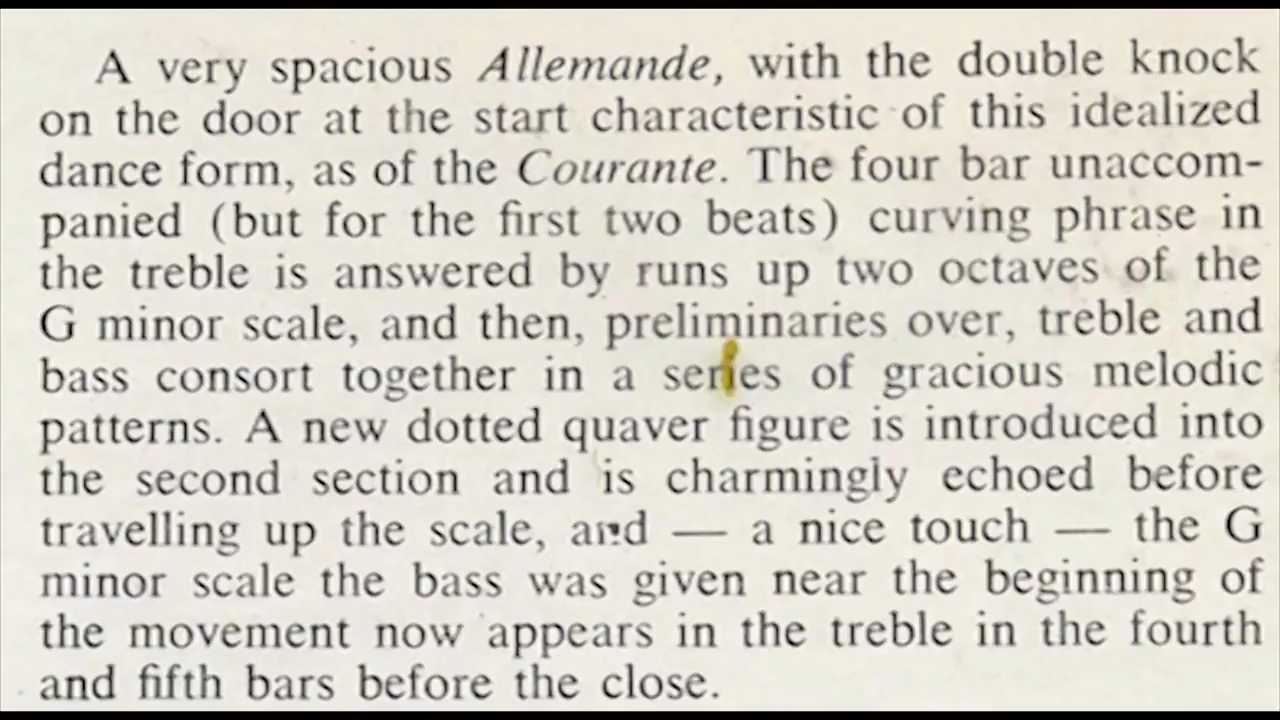 A very spacious Allemande, with the double knock
on the door at the start characteristic of this idealized
dance form, as of the Courante. The four bar unaccom-
panied (but for the first two beats) curving phrase in
the treble is answered by runs up two octaves of the
G minor scale, and then, preliminaries over, treble and
bass consort together in a series of gracious melodic
patterns. A new dotted quaver figure is introduced into
the second section and is charmingly echoed before
travelling up the scale, and — a nice touch — the G
minor scale the bass was given near the beginning of
the movement now appears in the treble in the fourth
and fifth bars before the close.